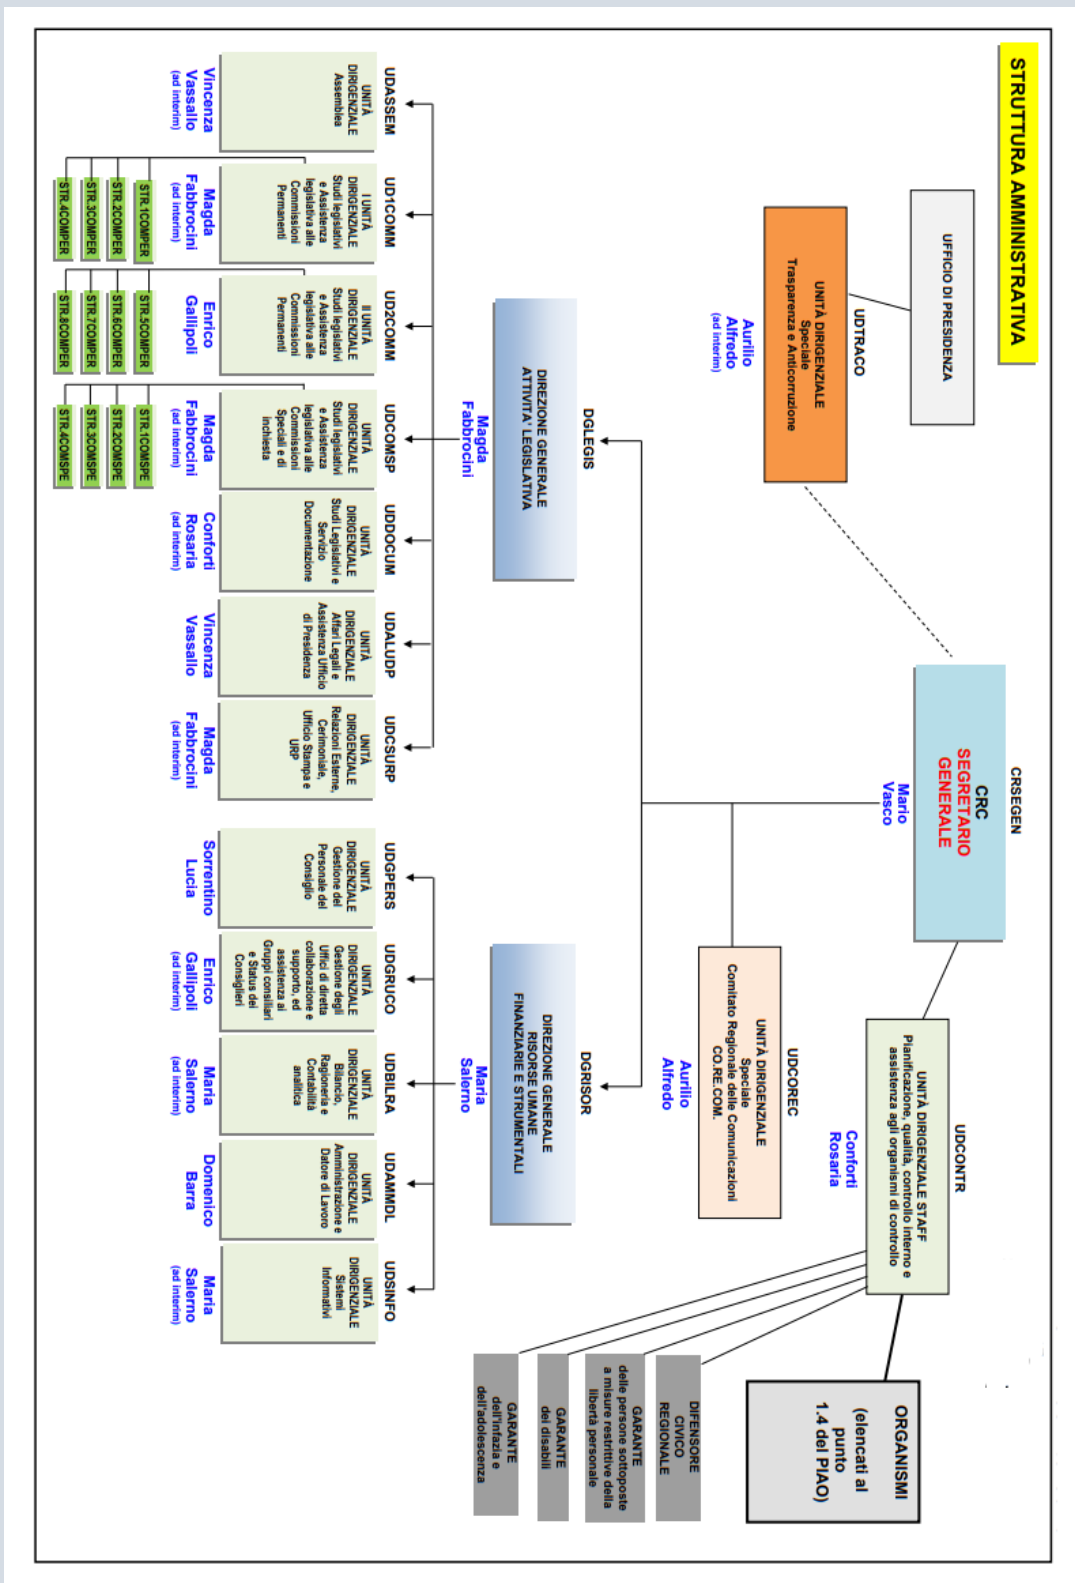 STRUTTURA AMMINISTRATIVA
UFFICIO DI PRESIDENZA
UDTRACO
UNITÀ DIRIGENZIALE
Speciale
Trasparenza e Anticorruzione
Aurilio
Alfredo
(ad interim)
CRSEGEN
CRC
SEGRETARIO
GENERALE
Mario
Vasco
UDCONTR
UNITÀ DIRIGENZIALE STAFF
Pianificazione, qualità, controllo interno e
assistenza agli organismi di controllo
Conforti
Rosaria
ORGANISMI
(elencati al
punto
1.4 del PIAO)
UDCOREC
UNITÀ DIRIGENZIALE
Speciale
Comitato Regionale delle Comunicazioni
CO.RE.COM.
Aurilio
Alfredo
DIFENSORE
CIVICO
REGIONALE
GARANTE
delle persone sottoposte
a misure restrittive della
libertà personale
GARANTE
dei disabili
GARANTE
dell'infazia e
dell'adolescenza
DGLEGIS
DIREZIONE GENERALE
ATTIVITA' LEGISLATIVA
Magda
Fabbrocini
DGRISOR
DIREZIONE GENERALE
RISORSE UMANE
FINANZIARIE E STRUMENTALI
Maria
Salerno
UDASSEM
UNITÀ
DIRIGENZIALE
Assemblea
Vincenza
Vassallo
(ad interim)
UD1COMM
I UNITÀ
DIRIGENZIALE
Studi legislativi
e Assistenza
legislativa alle
Commissioni
Permanenti
Magda
Fabbrocini
(ad interim)
STR.1COMPER
STR.2COMPER
STR.3COMPER
STR.4COMPER
UD2COMM
II UNITÀ
DIRIGENZIALE
Studi legislativi
e Assistenza
legislativa alle
Commissioni
Permanenti
Enrico
Gallipoli
STR.5COMPER
STR.6COMPER
STR.7COMPER
STR.8COMPER
UDCOMSP
UNITÀ
DIRIGENZIALE
Studi legislativi
e Assistenza
legislativa alle
Commissioni
Speciali e di
inchiesta
Magda
Fabbrocini
(ad interim)
STR.1COMSPE
STR.2COMSPE
STR.3COMSPE
STR.4COMSPE
UDDOCUM
UNITÀ
DIRIGENZIALE
Studi Legislativi e
Servizio
Documentazione
Conforti
Rosaria
(ad interim)
UDALUDP
UNITÀ
DIRIGENZIALE
Affari Legali e
Assistenza Ufficio
di Presidenza
Vincenza
Vassallo
UDCSURP
UNITÀ
DIRIGENZIALE
Relazioni Esterne,
Cerimoniale,
Ufficio Stampa e
URP
Magda
Fabbrocini
(ad interim)
UDGPERS
UNITÀ
DIRIGENZIALE
Gestione del
Personale del
Consiglio
Sorrentino
Lucia
UDGRUCO
UNITÀ
DIRIGENZIALE
Gestione degli
Uffici di diretta
collaborazione e
supporto, ed
assistenza ai
Gruppi consiliari
e Status dei
Consiglieri
Enrico
Gallipoli
(ad interim)
UDBILRA
UNITÀ
DIRIGENZIALE
Bilancio,
Ragioneria e
Contabilità
analitica
Maria
Salerno
(ad interim)
UDAMMDL
UNITÀ
DIRIGENZIALE
Amministrazione e
Datore di Lavoro
Domenico
Barra
UDSINFO
UNITÀ
DIRIGENZIALE
Sistemi
Informativi
Maria
Salerno
(ad interim)